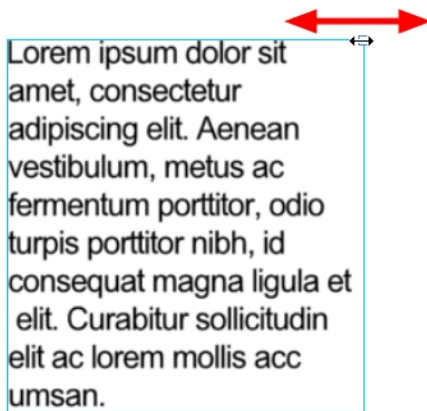 Lorem ipsum dolor sit
amet, consectetur
adipiscing elit. Aenean
vestibulum, metus ac
fermentum porttitor, odio
turpis porttitor nibh, id
consequat magna ligula et
elit. Curabitur sollicitudin
elit ac lorem mollis acc
umsan.